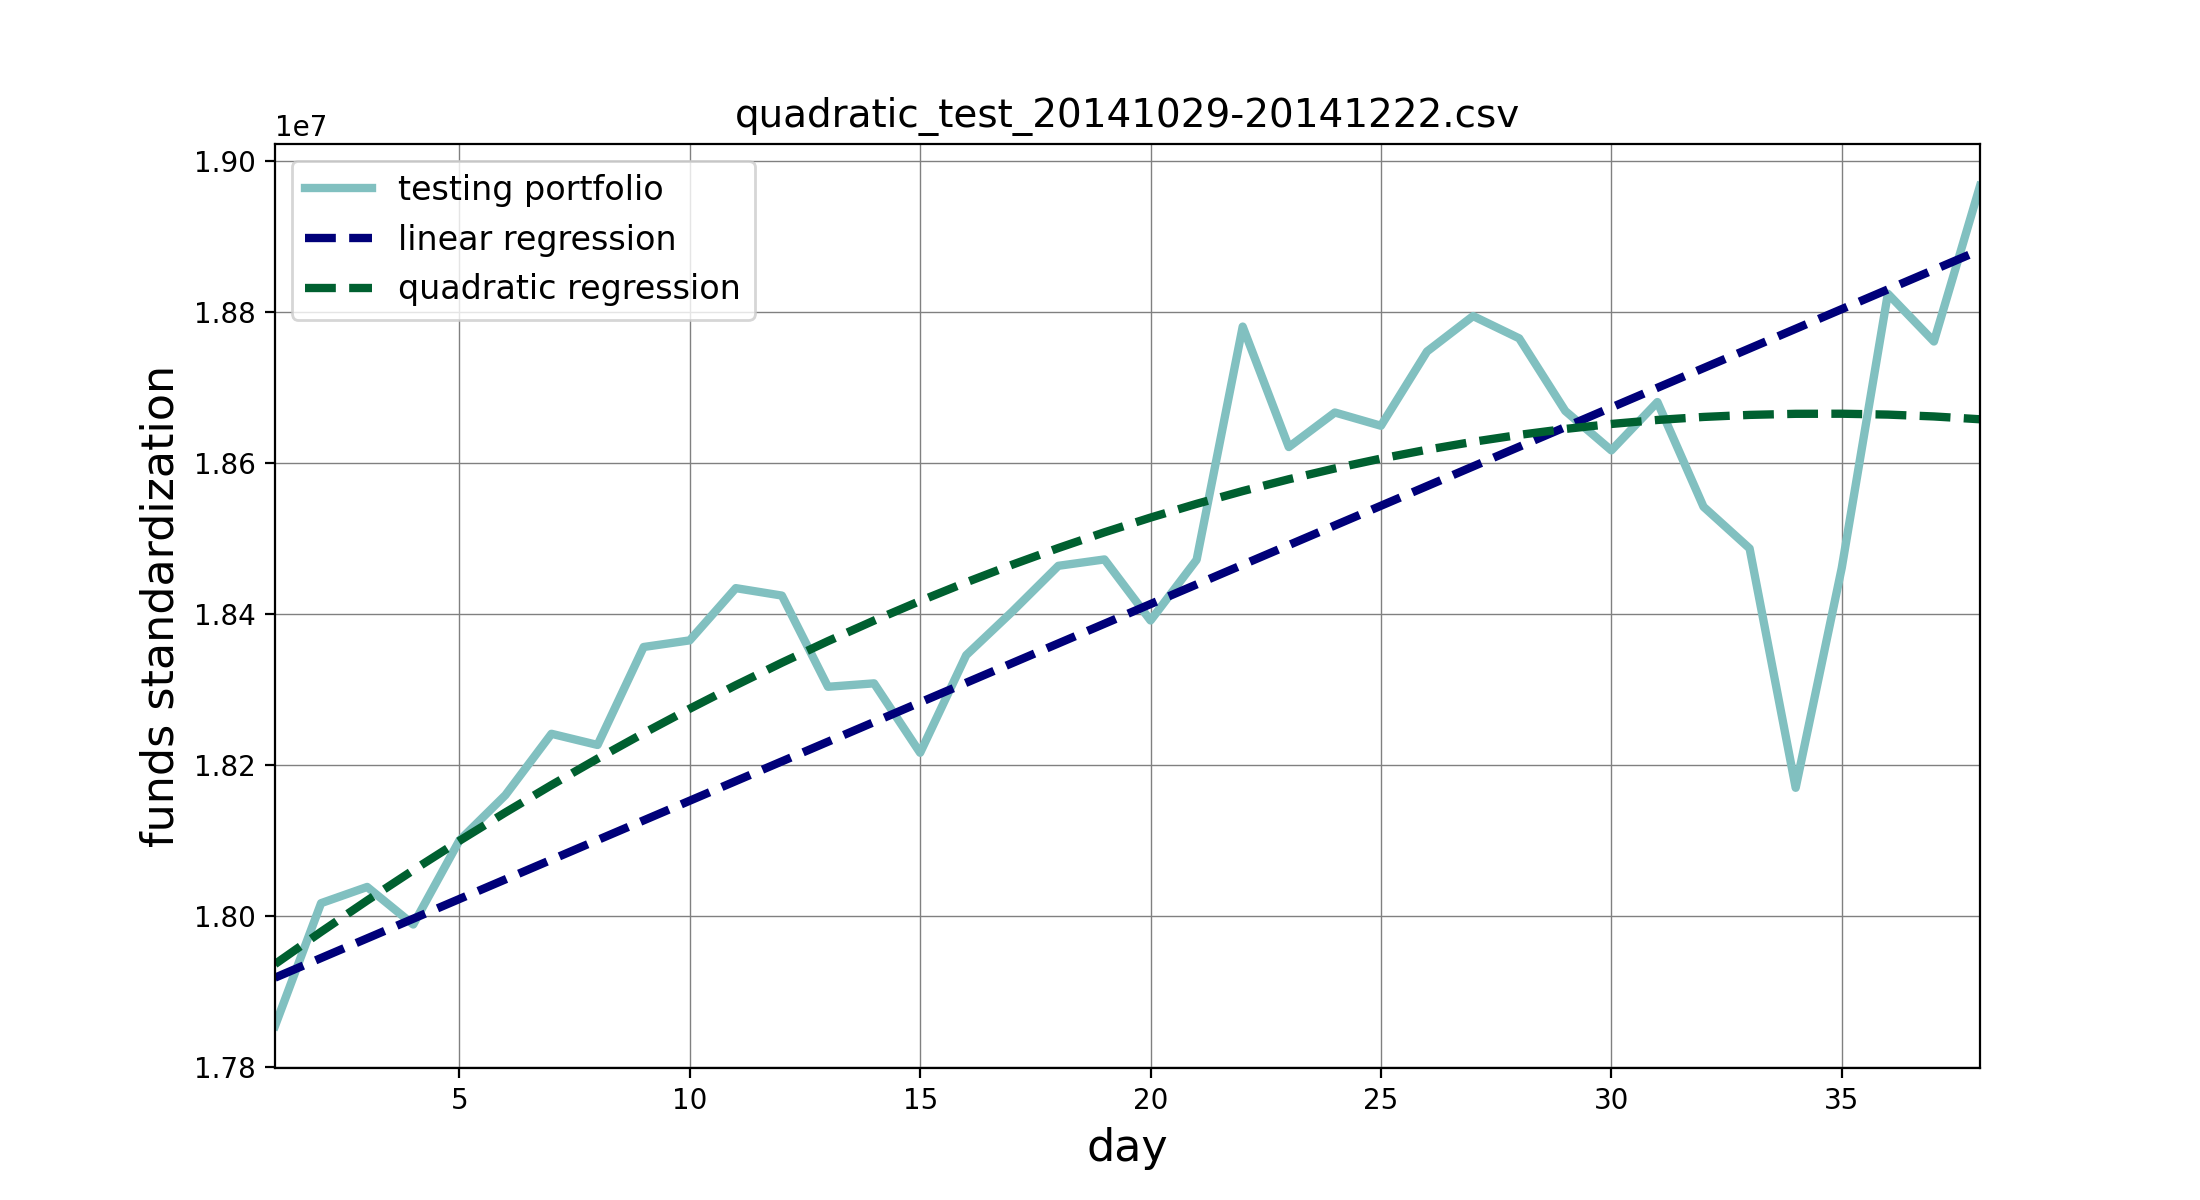 quadratic_test_20141029-20141222.csv
1e7
testing portfolio
linear regression
quadratic regression
funds standardization
1.90
1.88
1.86
1.84
1.82
1.80
1.78
5 10 15 20 25 30 35
day